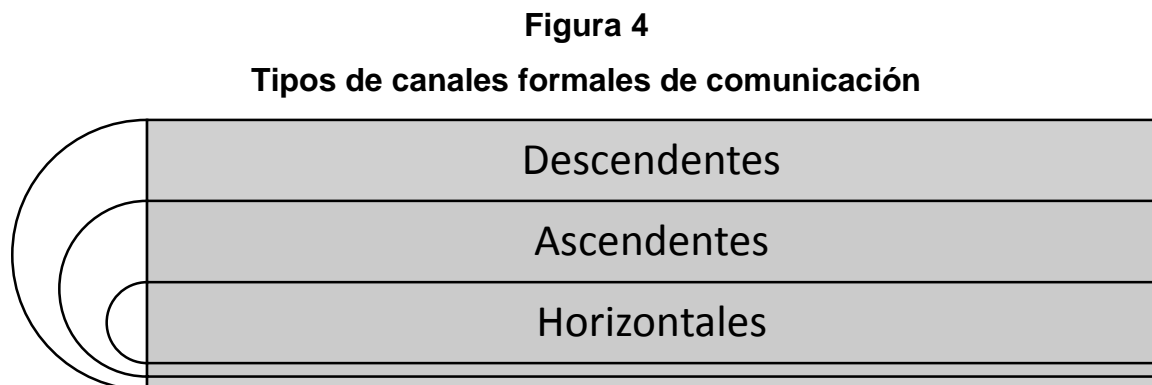 Figura 4
Tipos de canales formales de comunicación
Descendentes
Ascendentes
Horizontales